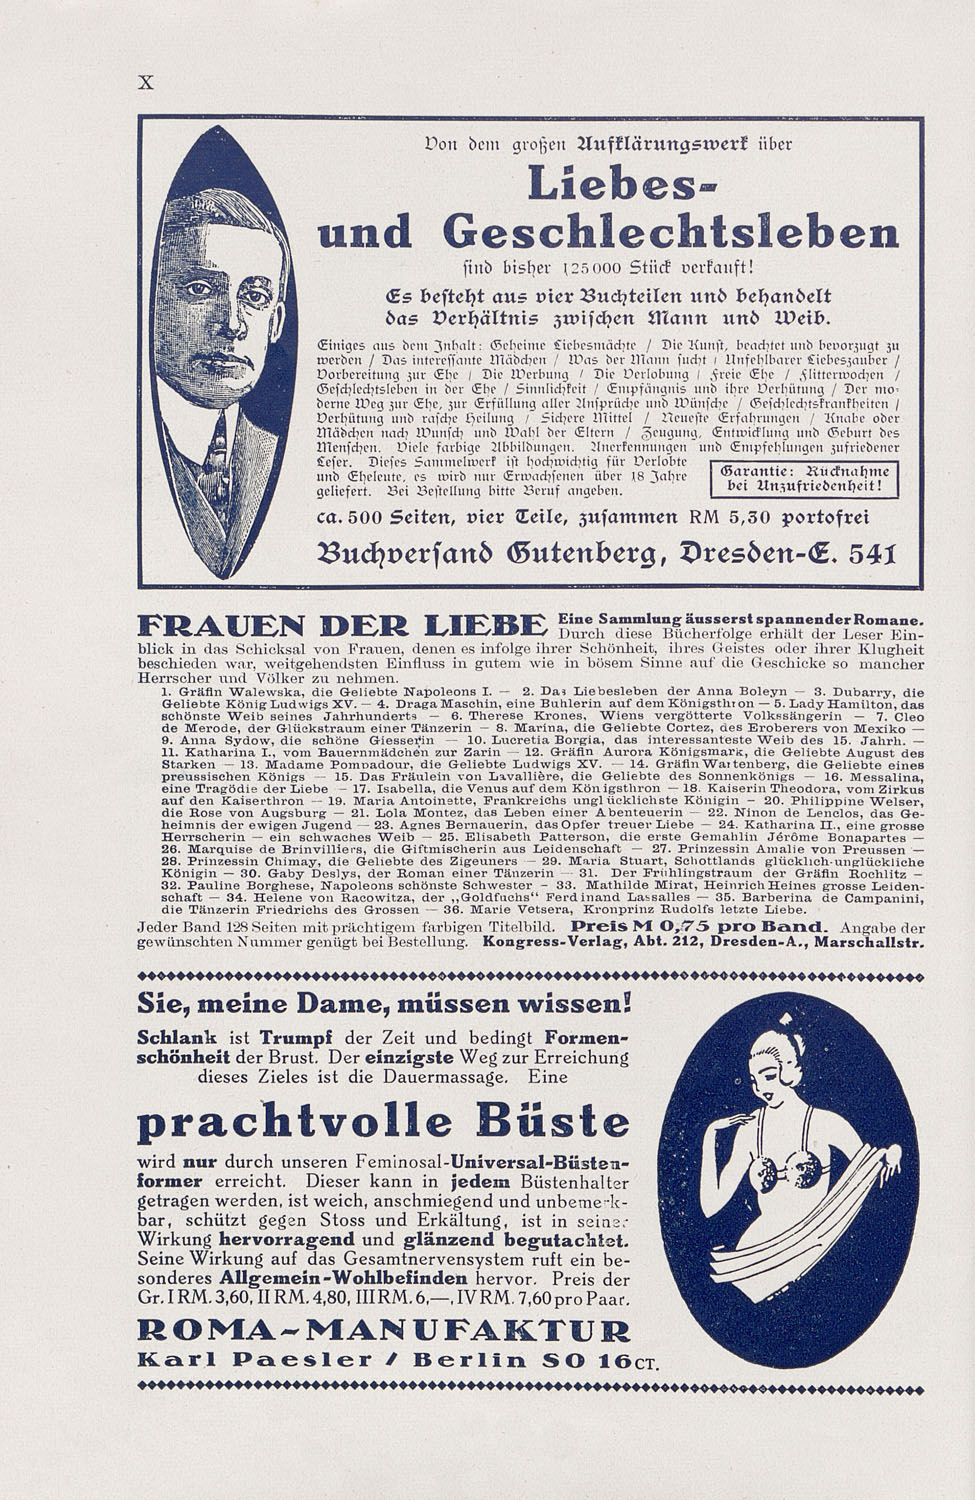 X
Von dem großen Aufklärungswerk über
Liebes-
und Geschlechtsleben
sind bisher 125000 Stück verkauft!
Es besteht aus vier Buchteilen und behandelt
das Verhältnis zwischen Mann und Weib.
Einiges aus dem Inhalt: Geheime Liebesmächte / Die Kunst, beachtet und bevorzugt zu
werden / Das interessante Mädchen / Was der Mann sucht / Unfehlbarer Liebeszauber /
Vorbereitung zur Ehe / Die Werbung / Die Verlobung / Freie Ehe / Flitterwochen /
Geschlechtsleben in der Ehe / Sinnlichkeit / Empfängnis und ihre Verhütung / Der mo-
derne Weg zur Ehe, zur Erfüllung aller Ansprüche und Wünsche / Geschlechtskrankheiten /
Verhütung und rasche Heilung / Sichere Mittel / Neueste Erfahrungen / Knabe oder
Mädchen nach Wunsch und Wahl der Eltern / Zeugung, Entwicklung und Geburt des
Menschen. Viele farbige Abbildungen. Anerkennungen und Empfehlungen zufriedener
Leser. Dieses Sammelwerk ist hochwichtig für Verlobte
und Eheleute, es wird nur Erwachsenen über 18 Jahre
geliefert. Bei Bestellung bitte Beruf angeben.
Garantie: Rücknahme
bei Unzufriedenheit!
ca. 500 Seiten, vier Teile, zusammen RM 5,30 portofrei
Buchversand Gutenberg, Dresden-E. 541
FRAUEN DER LIEBE Eine Sammlung äusserst spannender Romane.
Durch diese Bücherfolge erhält der Leser Ein-
blick in das Schicksal von Frauen, denen es infolge ihrer Schönheit, ihres Geistes oder ihrer Klugheit
beschieden war, weitgehendsten Einfluss in gutem wie in bösem Sinne auf die Geschicke so mancher
Herrscher und Völker zu nehmen.
1. Gräfin Walewska, die Geliebte Napoleons I. — 2. Das Liebesleben der Anna Boleyn — 3. Dubarry, die
Geliebte König Ludwigs XV. — 4. Draga Maschin, eine Buhlerin auf dem Königsthron — 5. Lady Hamilton, das
schönste Weib seines Jahrhunderts — 6. Therese Krones, Wiens vergötterte Volkssängerin — 7. Cleo
de Merode, der Glückstraum einer Tänzerin — 8. Marina, die Geliebte Cortez, des Eroberers von Mexiko —
9. Anna Sydow, die schöne Giesserin — 10. Lucretia Borgia, das interessanteste Weib des 15. Jahrh. —
1. Katharina I., vom Bauernmädchen zur Zarin — 12. Gräfin Aurora Königsmark, die Geliebte August des
Starken — 13. Madame Pompadour, die Geliebte Ludwigs XV. — 14. Gräfin Wartenberg, die Geliebte eines
preussischen Königs — 15. Das Fräulein von Lavallière, die Geliebte des Sonnenkönigs — 16. Messalina,
eine Tragödie der Liebe — 17. Isabella, die Venus auf dem Königsthron — 18. Kaiserin Theodora, vom Zirkus
auf den Kaiserthron — 19. Maria Antoinette, Frankreichs unglücklichste Königin — 20. Philippine Welser,
die Rose von Augsburg — 21. Lola Montez, das Leben einer Abenteuerin — 22. Ninon de Lenclos, das Ge-
heimnis der ewigen Jugend — 23. Agnes Bernauerin, das Opfer treuer Liebe — 24. Katharina II., eine grosse
Herrscherin — ein schwaches Weib — 25. Elisabeth Patterson, die erste Gemahlin Jérôme Bonapartes —
26. Marquise de Brinvilliers, die Giftmischerin aus Leidenschaft — 27. Prinzessin Amalie von Preussen —
28. Prinzessin Chimay, die Geliebte des Zigeuners — 29. Maria Stuart, Schottlands glücklich-unglückliche
Königin — 30. Gaby Deslys, der Roman einer Tänzerin — 31. Der Frühlingstraum der Gräfin Rochlitz —
32. Pauline Borghese, Napoleons schönste Schwester — 33. Mathilde Mirat, Heinrich Heines grosse Leiden-
schaft — 34. Helene von Racowitza, der „Goldfuchs“ Ferdinand Lassalles — 35. Barberina de Campanini,
die Tänzerin Friedrichs des Grossen — 36. Marie Vetsera, Kronprinz Rudolfs letzte Liebe.
Jeder Band 128 Seiten mit prächtigem farbigen Titelbild. Preis M 0,75 pro Band. Angabe der
gewünschten Nummer genügt bei Bestellung. Kongress-Verlag, Abt. 212, Dresden-A., Marschallstr.
Sie, meine Dame, müssen wissen!
Schlank ist Trumpf der Zeit und bedingt Formen-
schönheit der Brust. Der einzigste Weg zur Erreichung
dieses Zieles ist die Dauermassage. Eine
prachtvolle Büste
wird nur durch unseren Feminosal-Universal-Büsten-
former erreicht. Dieser kann in jedem Büstenhalter
getragen werden, ist weich, anschmiegend und unbemerk-
bar, schützt gegen Stoss und Erkältung, ist in seiner
Wirkung hervorragend und glänzend begutachtet.
Seine Wirkung auf das Gesamtnervensystem ruft ein be-
sonderes Allgemein-Wohlbefinden hervor. Preis der
Gr. I RM. 3,60, II RM. 4,80, III RM. 6,—, IV RM. 7,60 pro Paar.
ROMA-MANUFAKTUR
Karl Paesler / Berlin SO 16 CT.